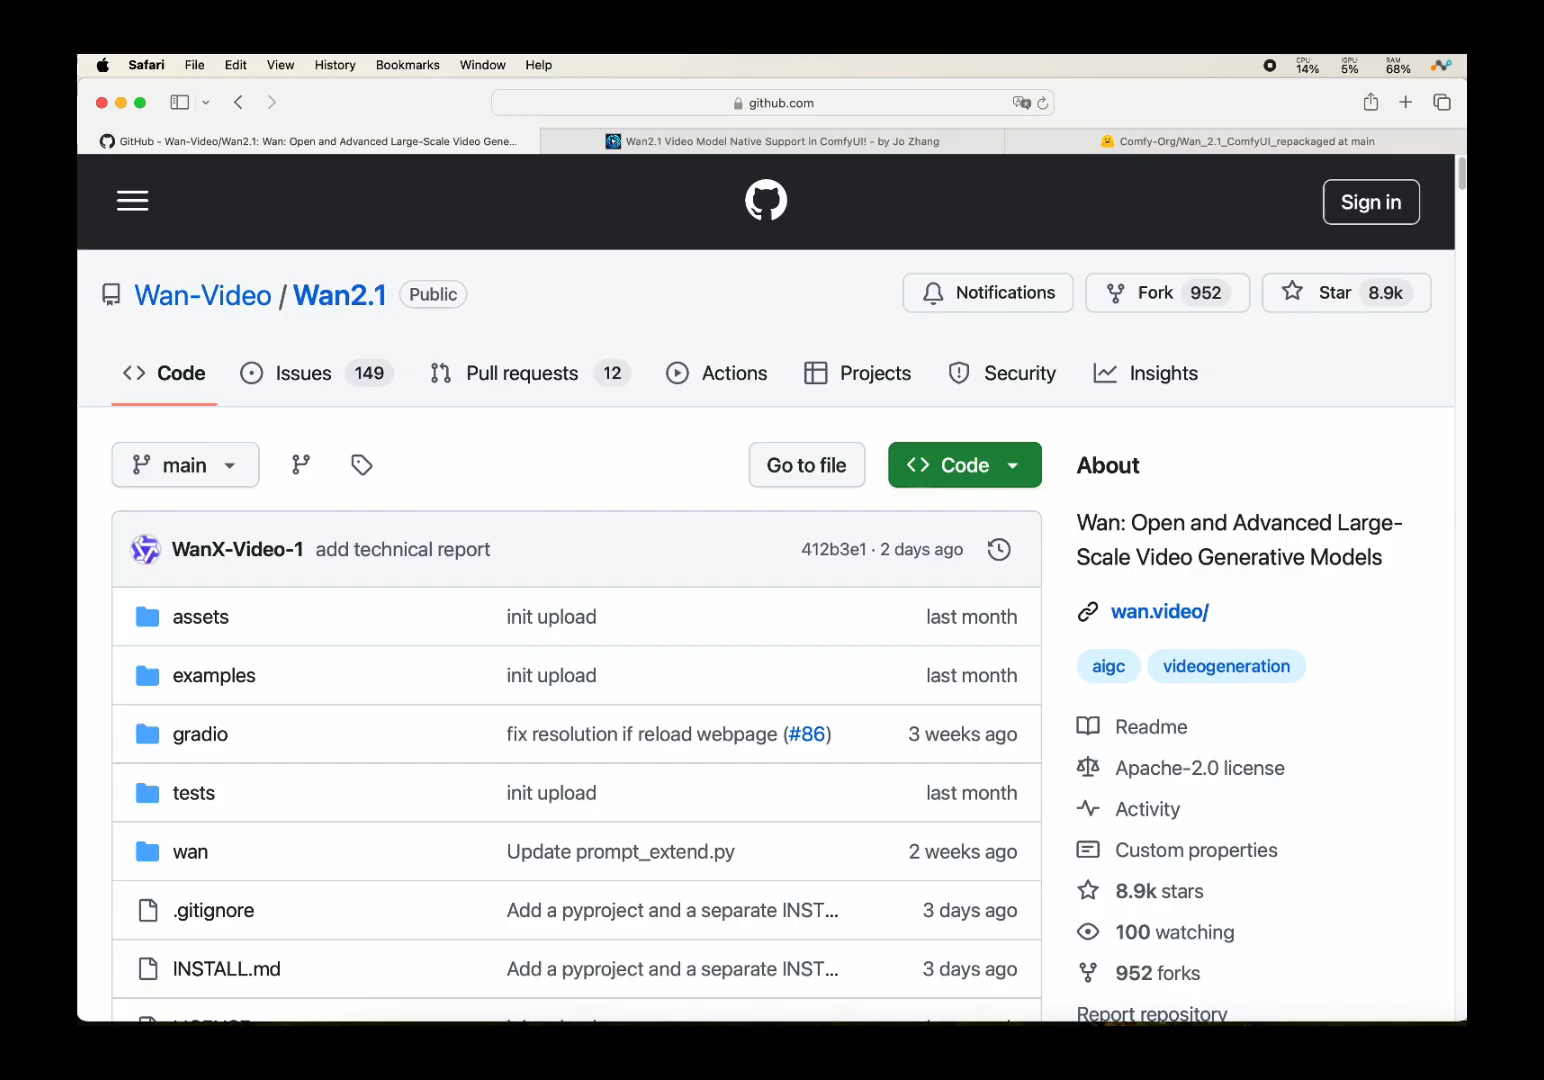 Safari File Edit View History Bookmarks Window Help
CPU 14% IGPU 5% RAM 68%
github.com
GitHub - Wan-Video/Wan2.1: Wan: Open and Advanced Large-Scale Video Gene...
Wan2.1 Video Model Native Support in ComfyUI! - by Jo Zhang
Comfy-Org/Wan_2.1_ComfyUI_repackaged at main
Sign in
Wan-Video / Wan2.1 Public
Notifications
Fork 952
Star 8.9k
Code
Issues 149
Pull requests 12
Actions
Projects
Security
Insights
main
Go to file
Code
WanX-Video-1 add technical report 412b3e1 · 2 days ago
assets init upload last month
examples init upload last month
gradio fix resolution if reload webpage (#86) 3 weeks ago
tests init upload last month
wan Update prompt_extend.py 2 weeks ago
.gitignore Add a pyproject and a separate INST... 3 days ago
INSTALL.md Add a pyproject and a separate INST... 3 days ago
About
Wan: Open and Advanced Large-
Scale Video Generative Models
wan.video/
aigc videogeneration
Readme
Apache-2.0 license
Activity
Custom properties
8.9k stars
100 watching
952 forks
Report repository